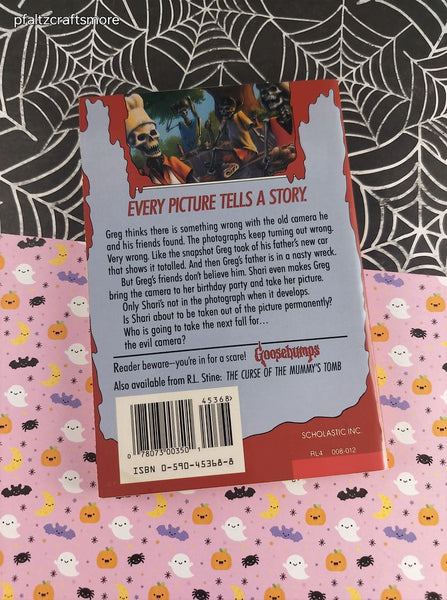 pfaltzcraftsmore
EVERY PICTURE TELLS A STORY.
Greg thinks there is something wrong with the old camera he
and his friends found. The photographs keep turning out wrong.
Very wrong. Like the snapshot Greg took of his father's new car
that shows it totolled. And then Greg's father is in a nasty wreck.
But Greg's friends don't believe him. Shari even makes Greg
bring the camera to her birthday party and take her picture.
Only Shari's not in the photograph when it develops.
Is Shari about to be taken out of the picture permanently?
Who is going to take the next fall for...
the evil camera?
Reader beware—you're in for a scare! Goosebumps
Also available from R.L. Stine: THE CURSE OF THE MUMMY'S TOMB
45368
0 78073 00350 1
ISBN 0-590-45368-8
SCHOLASTIC INC.
RL4 008-012